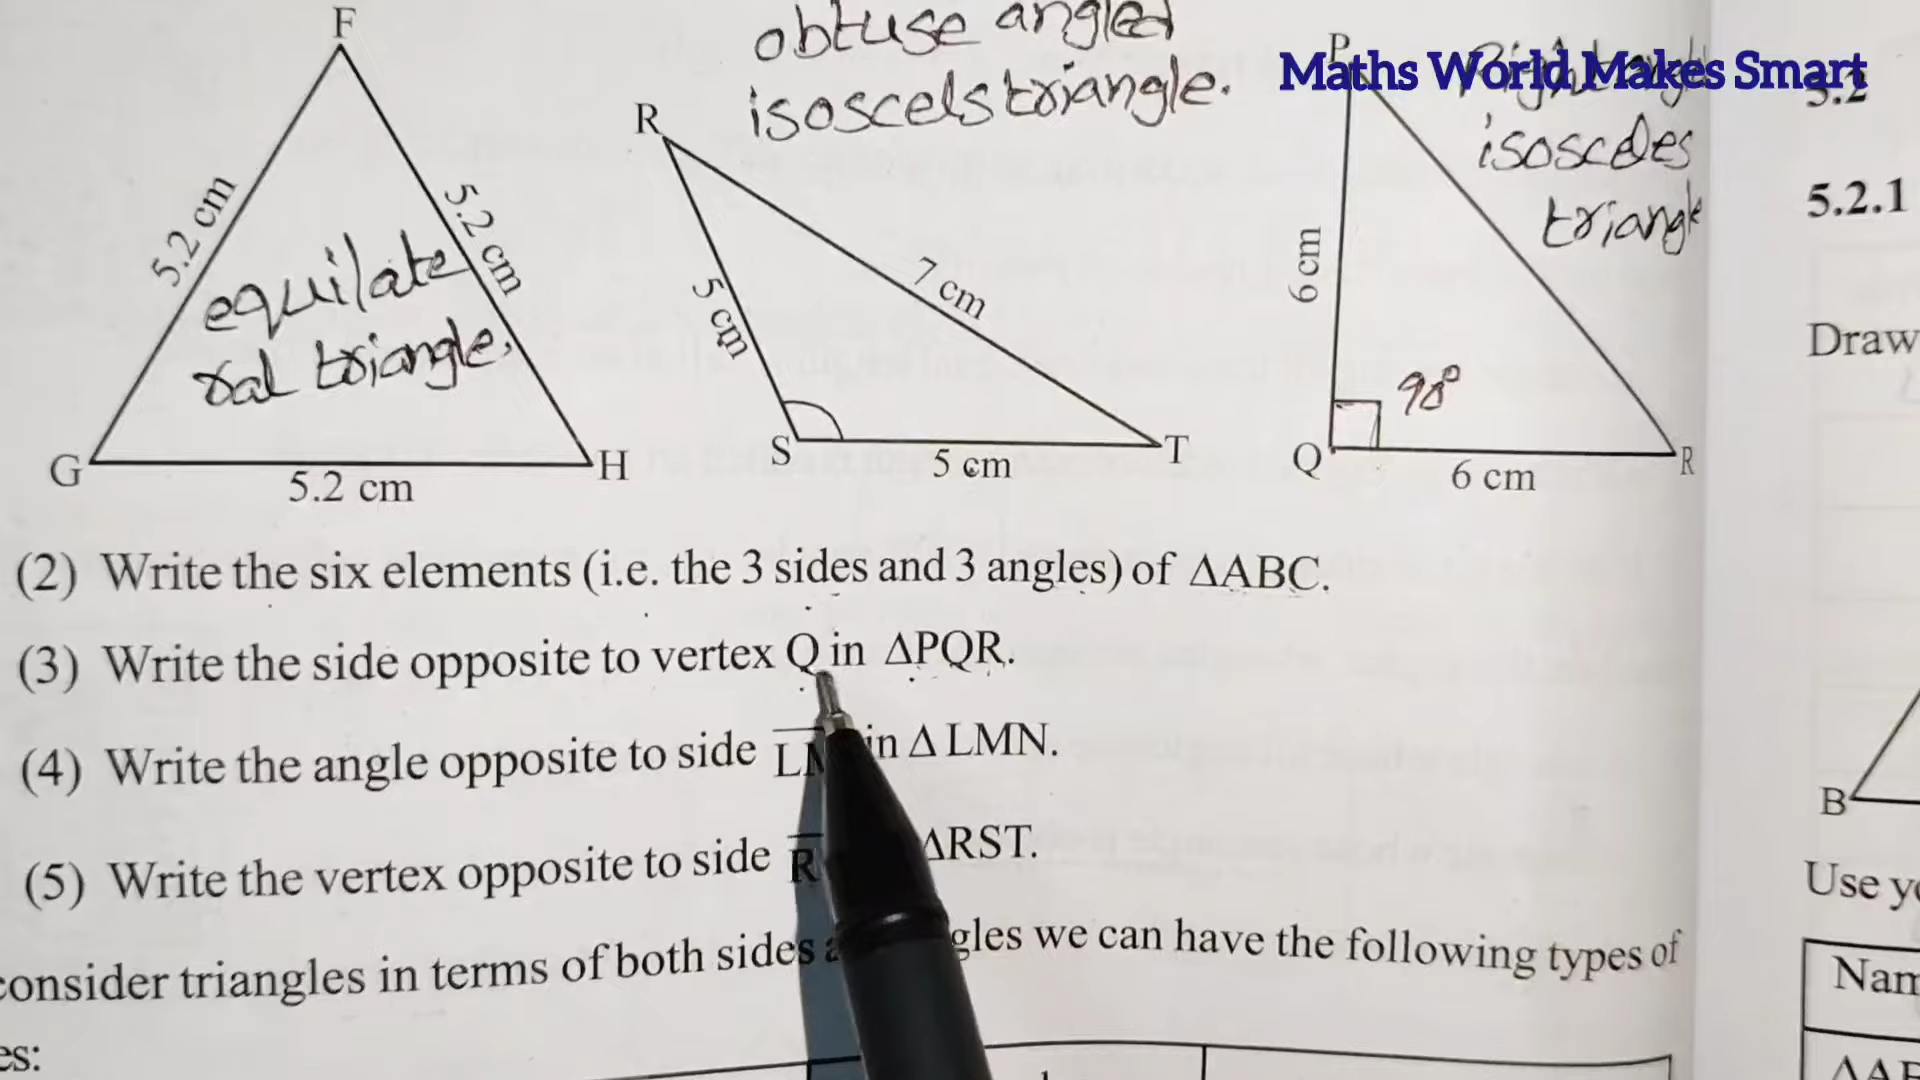 F
obtuse angled
isoscels triangle.
R
P
Maths World Makes Smart
5.2
isosceles
triangle
5.2.1
5.2 cm
5.2 cm
equilate
ral triangle.
5 cm
7 cm
6 cm
90°
Draw
G
H
5.2 cm
S
T
5 cm
Q
R
6 cm
(2) Write the six elements (i.e. the 3 sides and 3 angles) of ΔABC.
(3) Write the side opposite to vertex Q in ΔPQR.
(4) Write the angle opposite to side in Δ LMN.
B
(5) Write the vertex opposite to side R ΔRST.
Use
consider triangles in terms of both sides we can have the following types of
es: